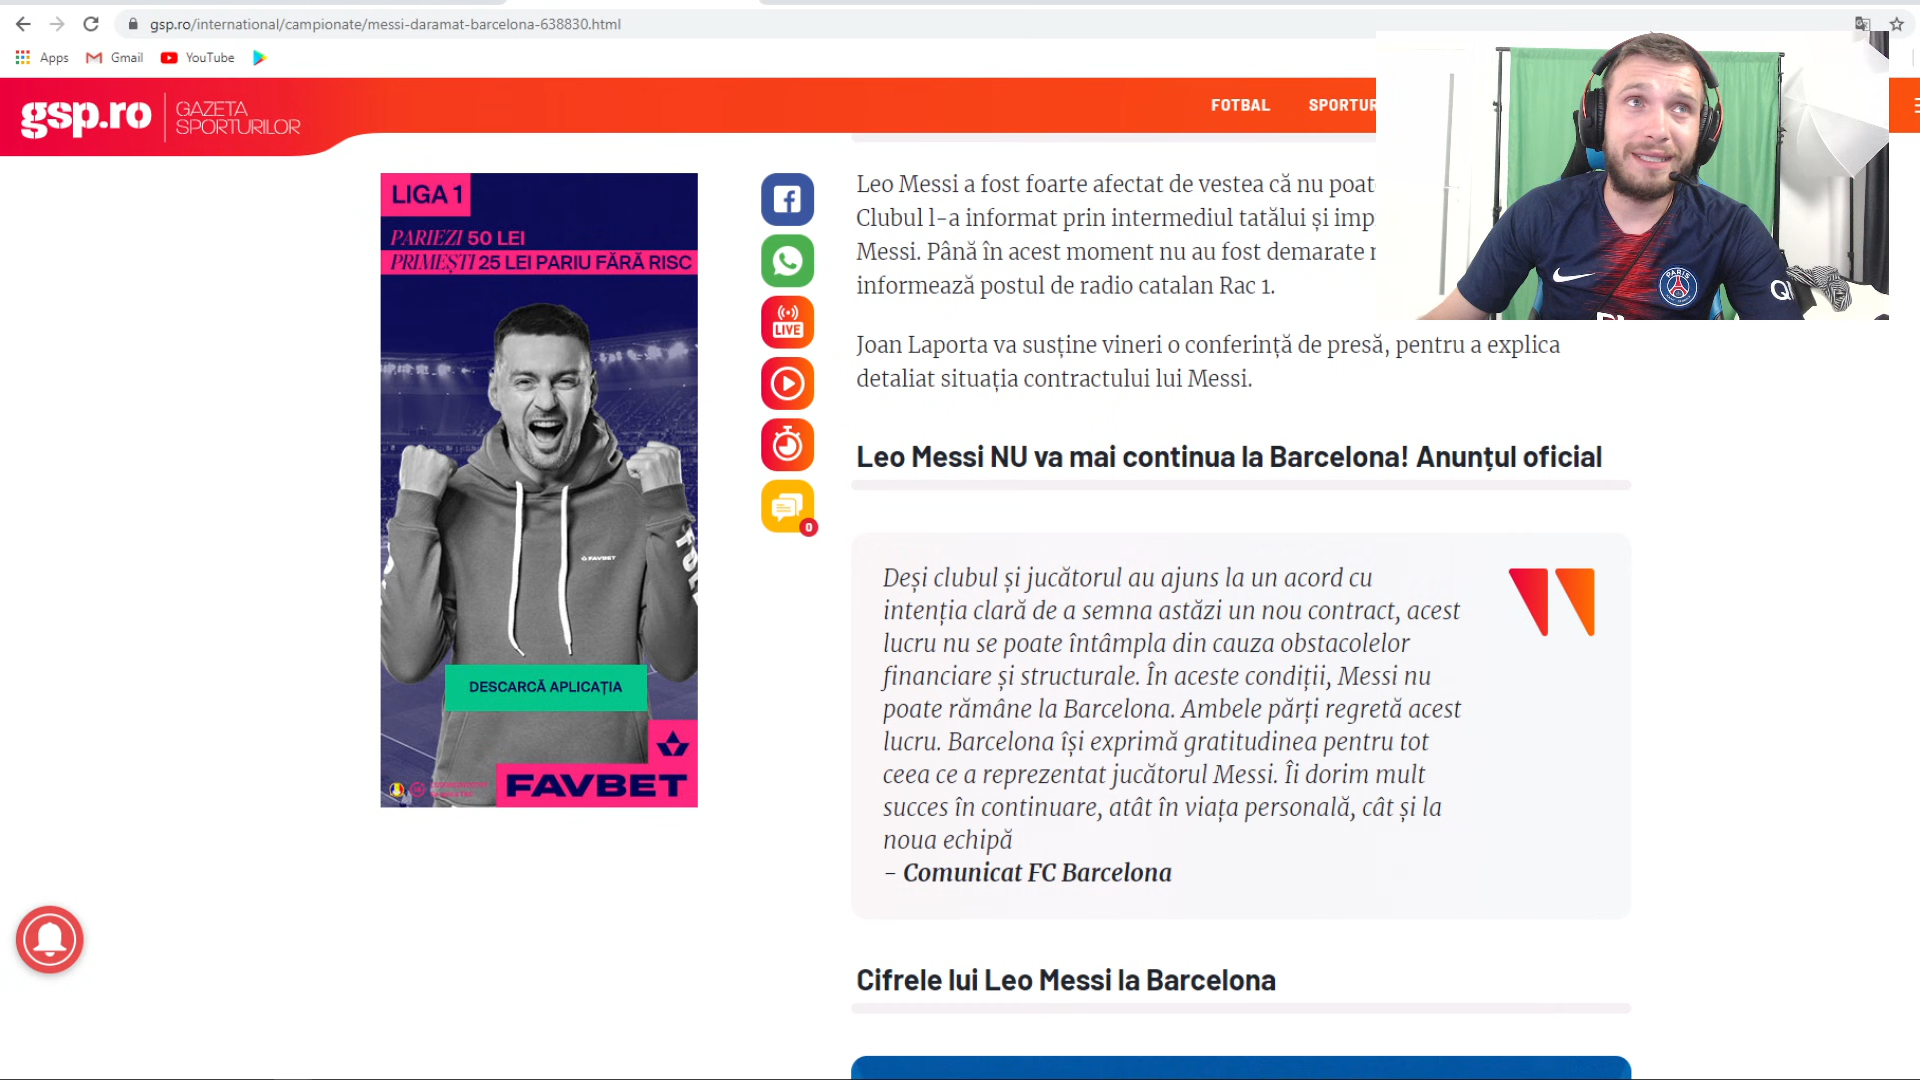 gsp.ro/international/campionate/messi-daramat-barcelona-638830.html
Apps
Gmail
YouTube
gsp.ro
GAZETA
SPORTURILOR
FOTBAL
SPORTUR
LIGA 1
PARIEZI 50 LEI
PRIMEȘTI 25 LEI PARIU FĂRĂ RISC
FAVBET
DESCARCĂ APLICAȚIA
FAVBET
LIVE
0
Leo Messi a fost foarte afectat de vestea că nu poat
Clubul l-a informat prin intermediul tatălui și imp
Messi. Până în acest moment nu au fost demarate
informează postul de radio catalan Rac 1.
PARIS
Joan Laporta va susține vineri o conferință de presă, pentru a explica
detaliat situația contractului lui Messi.
Leo Messi NU va mai continua la Barcelona! Anunțul oficial
Deși clubul și jucătorul au ajuns la un acord cu
intenția clară de a semna astăzi un nou contract, acest
lucru nu se poate întâmpla din cauza obstacolelor
financiare și structurale. În aceste condiții, Messi nu
poate rămâne la Barcelona. Ambele părți regretă acest
lucru. Barcelona își exprimă gratitudinea pentru tot
ceea ce a reprezentat jucătorul Messi. Îi dorim mult
succes în continuare, atât în viața personală, cât și la
noua echipă
– Comunicat FC Barcelona
Cifrele lui Leo Messi la Barcelona